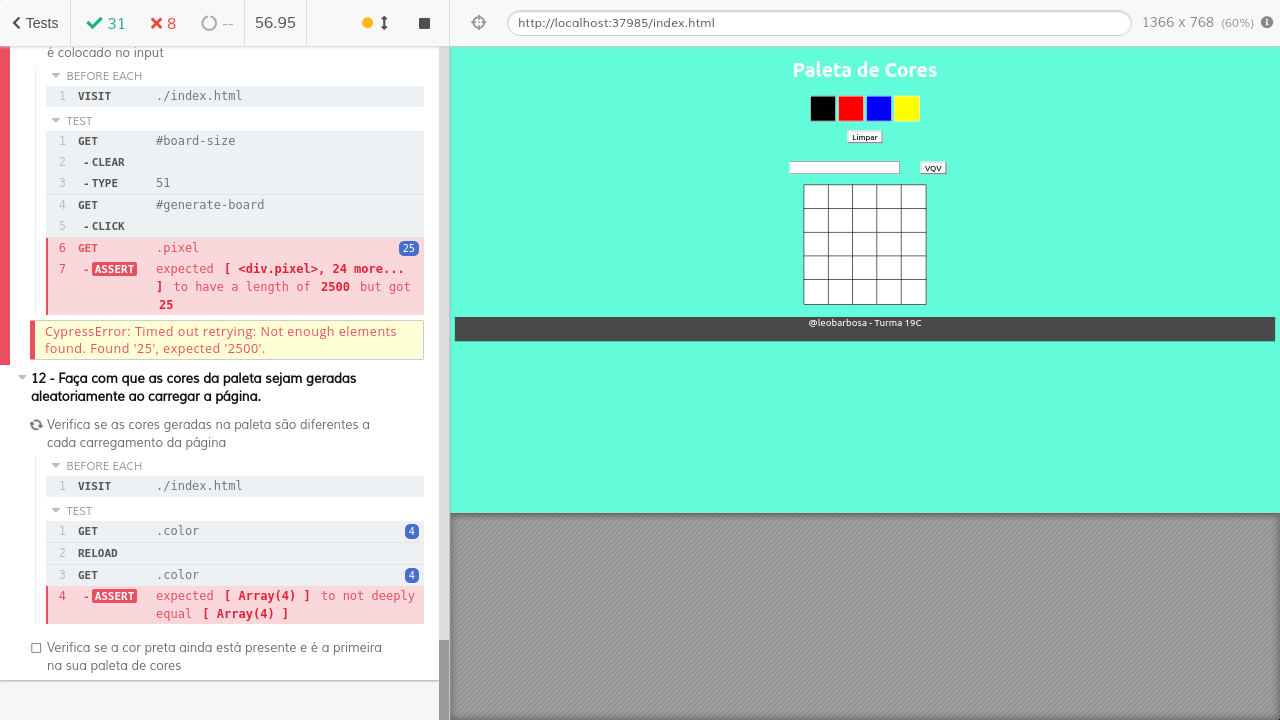 Tests
31
8
--
56.95
http://localhost:37985/index.html
1366 x 768 (60%)
é colocado no input
BEFORE EACH
1 VISIT ./index.html
TEST
1 GET #board-size
2 - CLEAR
3 - TYPE 51
4 GET #generate-board
5 - CLICK
6 GET .pixel 25
7 - ASSERT expected [ <div.pixel>, 24 more...
] to have a length of 2500 but got
25
CypressError: Timed out retrying: Not enough elements
found. Found '25', expected '2500'.
12 - Faça com que as cores da paleta sejam geradas
aleatoriamente ao carregar a página.
Verifica se as cores geradas na paleta são diferentes a
cada carregamento da página
BEFORE EACH
1 VISIT ./index.html
TEST
1 GET .color 4
2 RELOAD
3 GET .color 4
4 - ASSERT expected [ Array(4) ] to not deeply
equal [ Array(4) ]
Verifica se a cor preta ainda está presente e é a primeira
na sua paleta de cores
Paleta de Cores
Limpar
VQV
@leobarbosa - Turma 19C